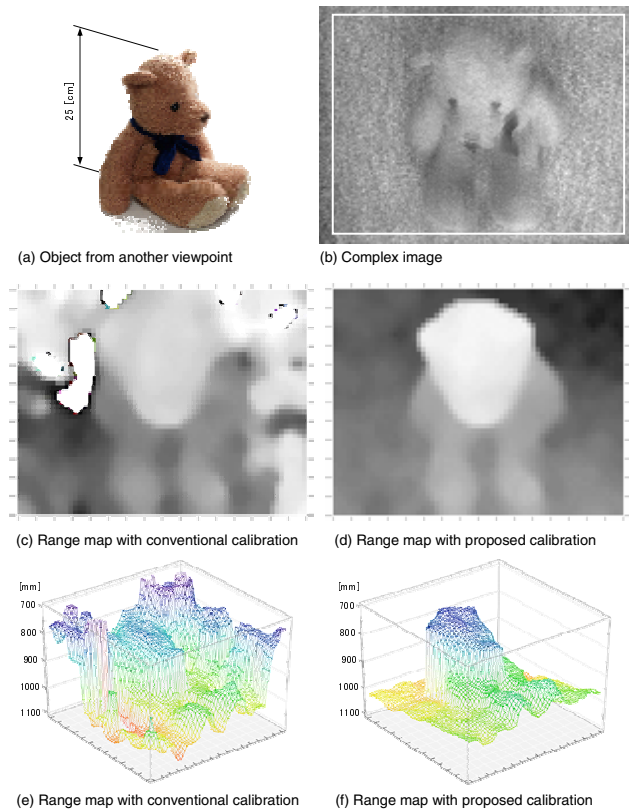 25 [cm]
(a) Object from another viewpoint
(b) Complex image
(c) Range map with conventional calibration
(d) Range map with proposed calibration
[mm]
700
800
900
1000
1100
(e) Range map with conventional calibration
[mm]
700
800
900
1000
1100
(f) Range map with proposed calibration